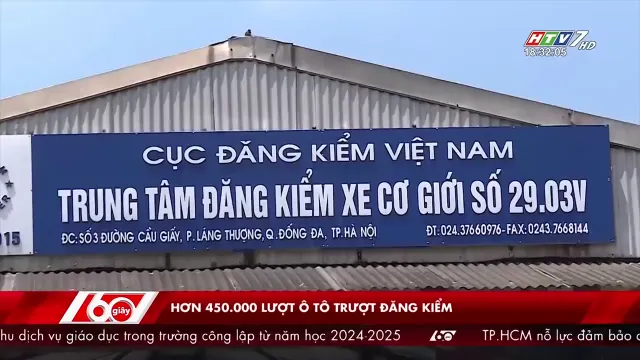 HTV7 HD
18:32:05
CỤC ĐĂNG KIỂM VIỆT NAM
TRUNG TÂM ĐĂNG KIỂM XE CƠ GIỚI SỐ 29.03V
ĐC: SỐ 3 ĐƯỜNG CẦU GIẤY, P. LÁNG THƯỢNG, Q. ĐỐNG ĐA, TP. HÀ NỘI
ĐT: 024.37660976- FAX: 0243.7668144
015
60 giây
HƠN 450.000 LƯỢT Ô TÔ TRƯỢT ĐĂNG KIỂM
hu dịch vụ giáo dục trong trường công lập từ năm học 2024-2025
60
TP.HCM nỗ lực đảm bảo